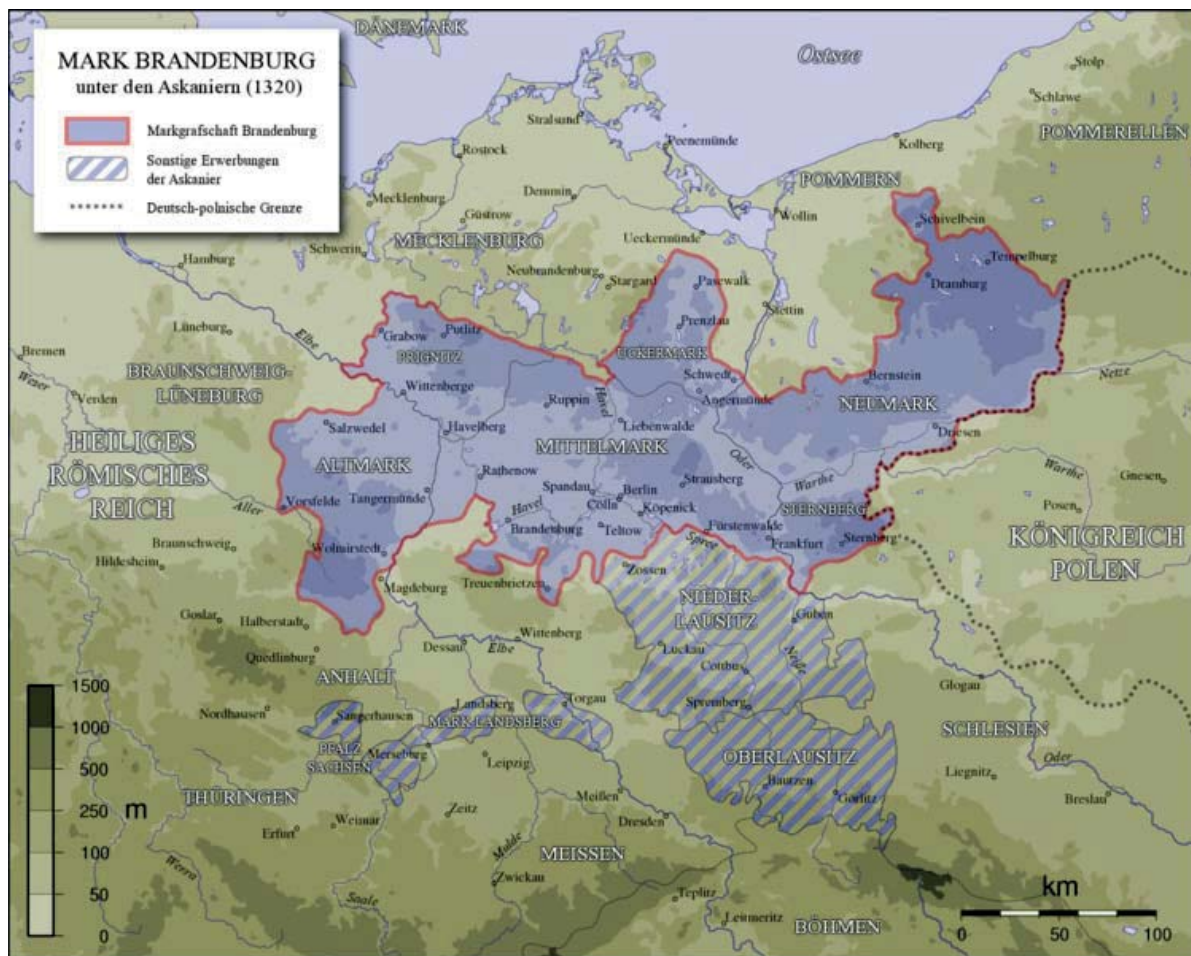 MARK BRANDENBURG
unter den Askaniern (1320)
Markgrafschaft Brandenburg
Sonstige Erwerbungen
der Askanier
Deutsch-polnische Grenze
DÄNEMARK
Ostsee
Stolp
Schlawe
POMMERELLEN
Stralsund
Peenemünde
Kolberg
Rostock
POMMERN
Mecklenburg
Demmin
Wollin
Güstrow
Schivelbein
MECKLENBURG
Ueckermünde
Schwerin
Hamburg
Neubrandenburg
Stargard
Pasewalk
Tempelburg
Dramburg
Stettin
Lüneburg
Elbe
Grabow
Putlitz
Prenzlau
PRIGNITZ
UCKERMARK
Bremen
Weser
BRAUNSCHWEIG-
LÜNEBURG
Verden
Wittenberge
Schwedt
Bernstein
Netze
Ruppin
Havel
Angermünde
NEUMARK
Salzwedel
Havelberg
Liebenwalde
Driesen
HEILIGES
RÖMISCHES
REICH
MITTELMARK
ALTMARK
Oder
Warthe
Warthe
Gnesen
Rathenow
Tangermünde
Spandau
Berlin
Strausberg
Vorsfelde
Aller
Havel
Cölln
Köpenick
STERNBERG
Posen
Brandenburg
Teltow
Fürstenwalde
Frankfurt
Sternberg
KÖNIGREICH
POLEN
Braunschweig
Wolmirstedt
Spree
Hildesheim
Zossen
Magdeburg
Treuenbrietzen
NIEDER-
LAUSITZ
Goslar
Halberstadt
Guben
Wittenberg
Dessau
Elbe
Quedlinburg
Luckau
Cottbus
Neiße
ANHALT
Glogau
Nordhausen
Sangerhausen
Landsberg
Torgau
Spremberg
MARK LANDSBERG
SCHLESIEN
PFALZ
SACHSEN
Merseburg
Leipzig
OBERLAUSITZ
Oder
Liegnitz
THÜRINGEN
Bautzen
Görlitz
Meißen
Breslau
Zeitz
Dresden
Erfurt
Weimar
Mulde
MEISSEN
Werra
Zwickau
Saale
Teplitz
Leitmeritz
BÖHMEN
1500
1000
500
250
100
50
0
m
km
0
50
100